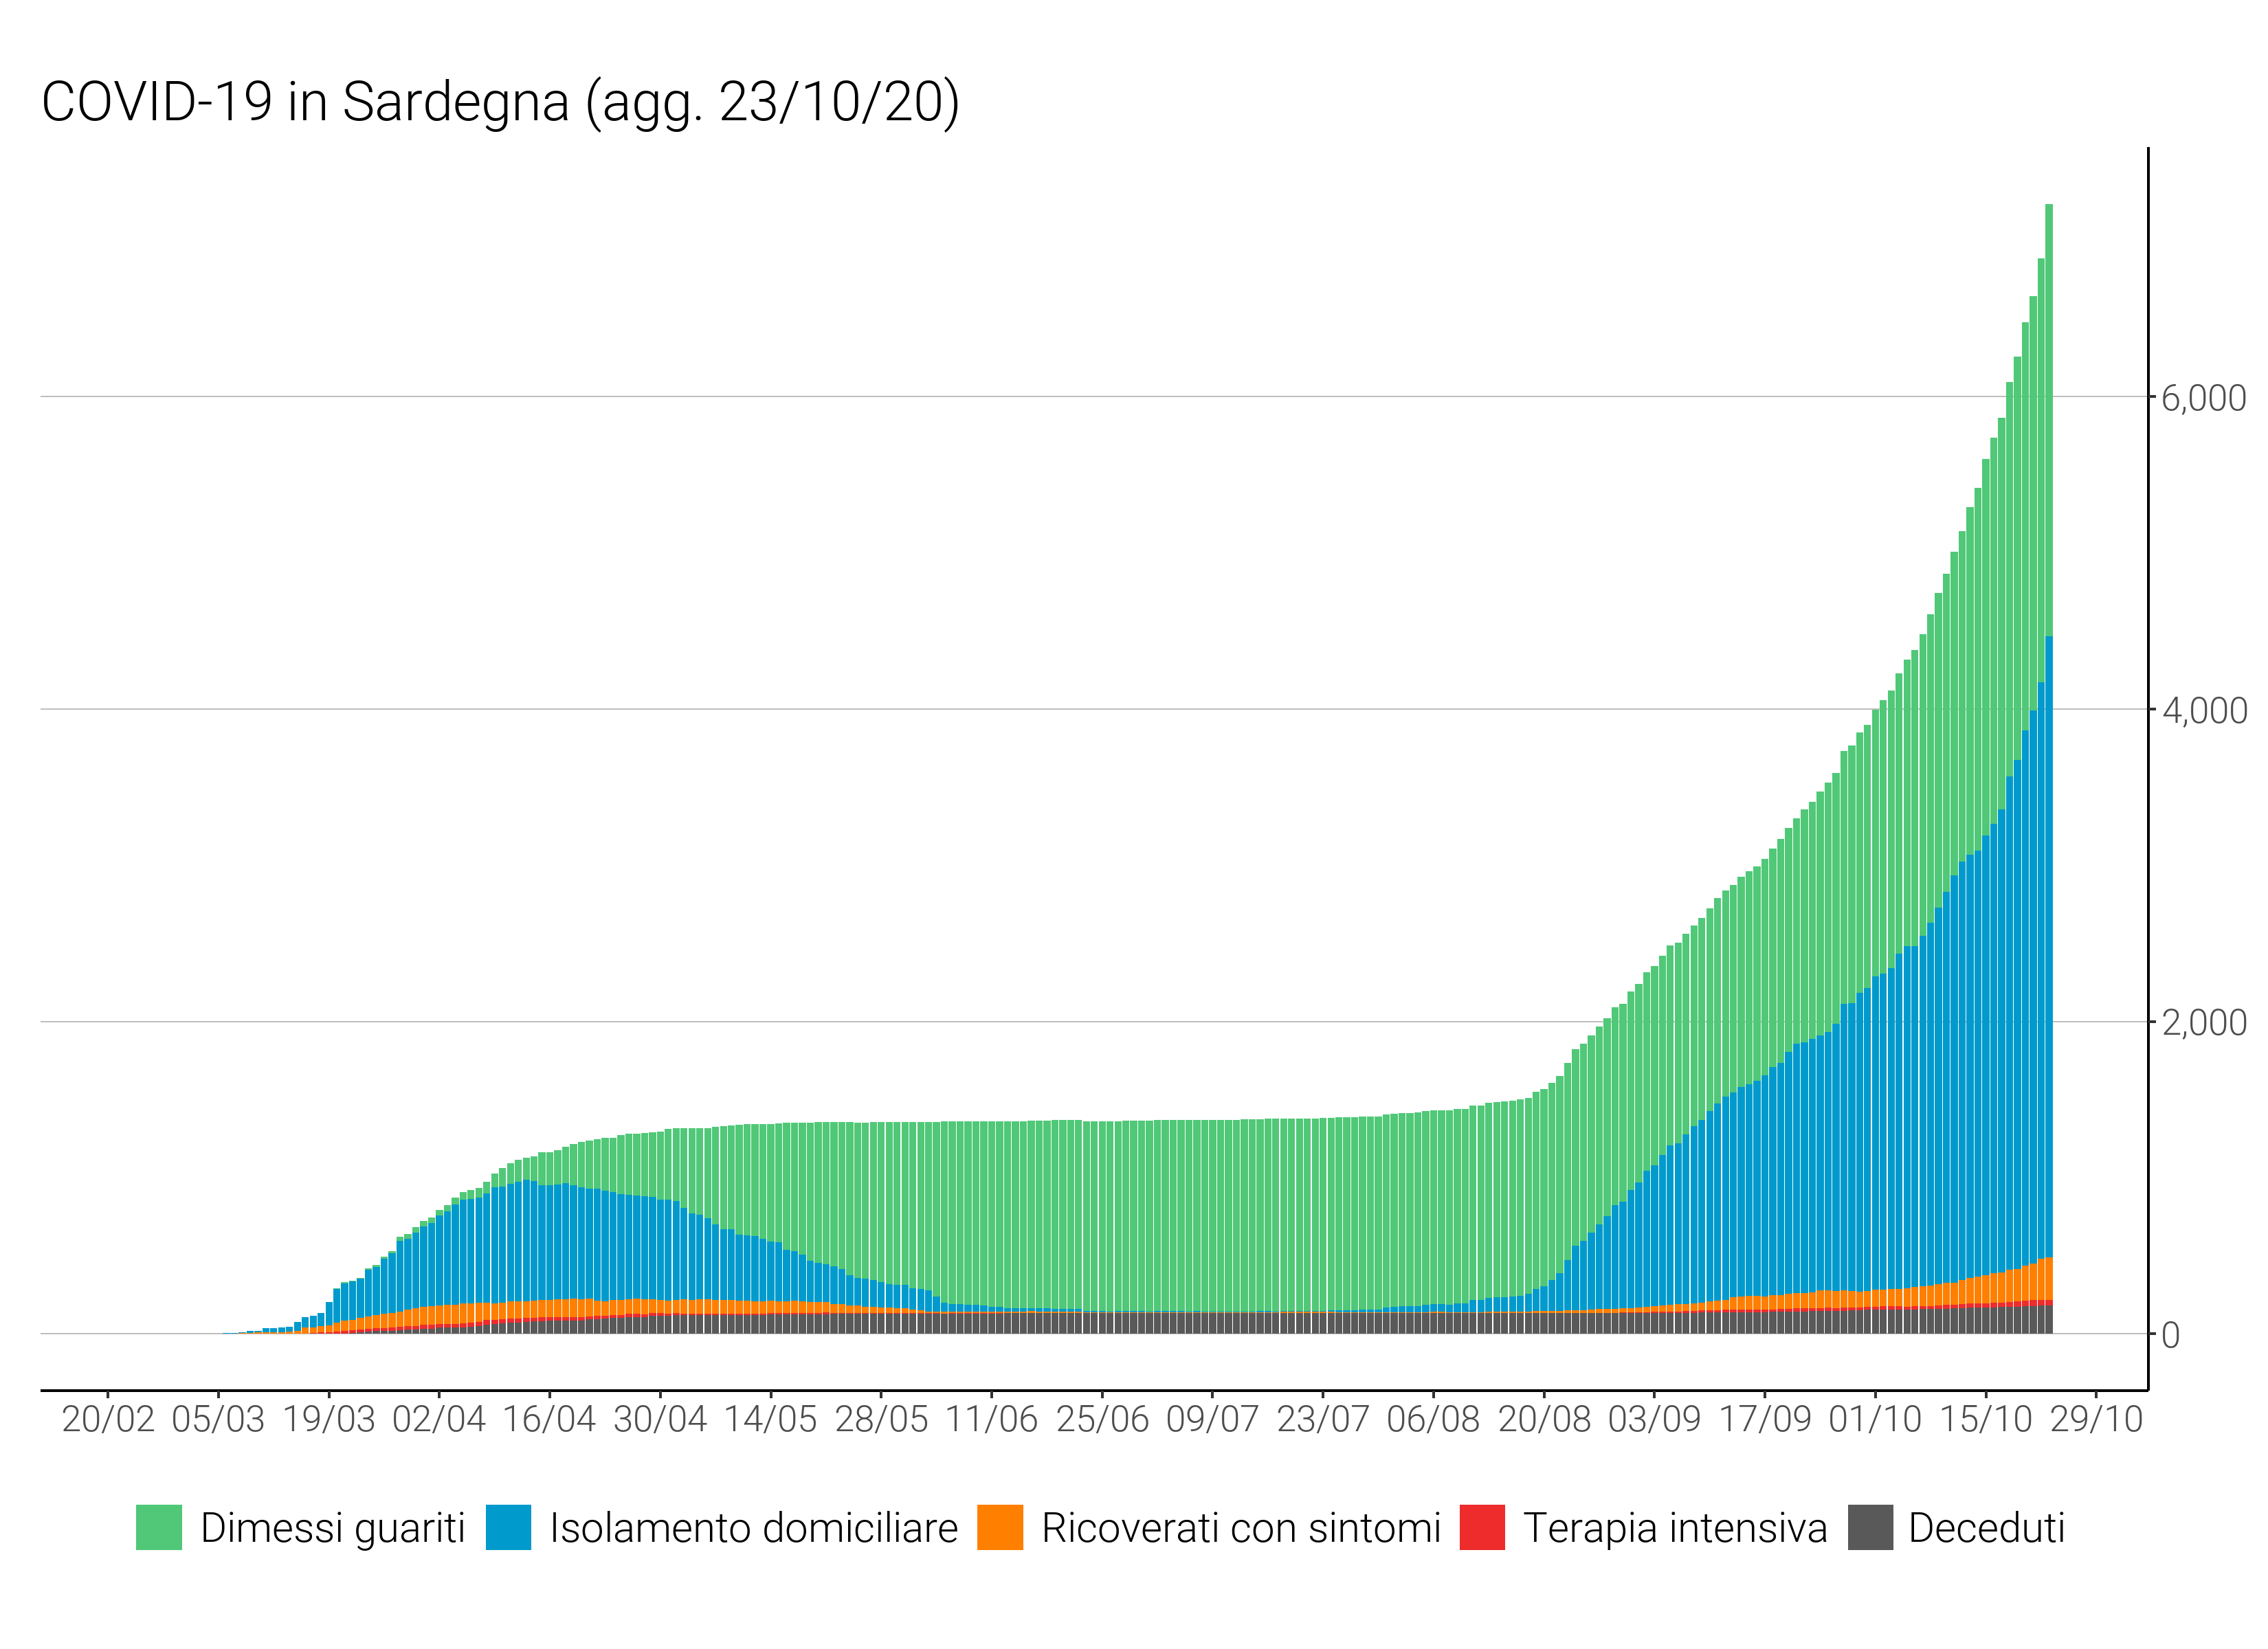 COVID-19 in Sardegna (agg. 23/10/20)
6,000
4,000
2,000
0
20/02 05/03 19/03 02/04 16/04 30/04 14/05 28/05 11/06 25/06 09/07 23/07 06/08 20/08 03/09 17/09 01/10 15/10 29/10
Dimessi guariti Isolamento domiciliare Ricoverati con sintomi Terapia intensiva Deceduti